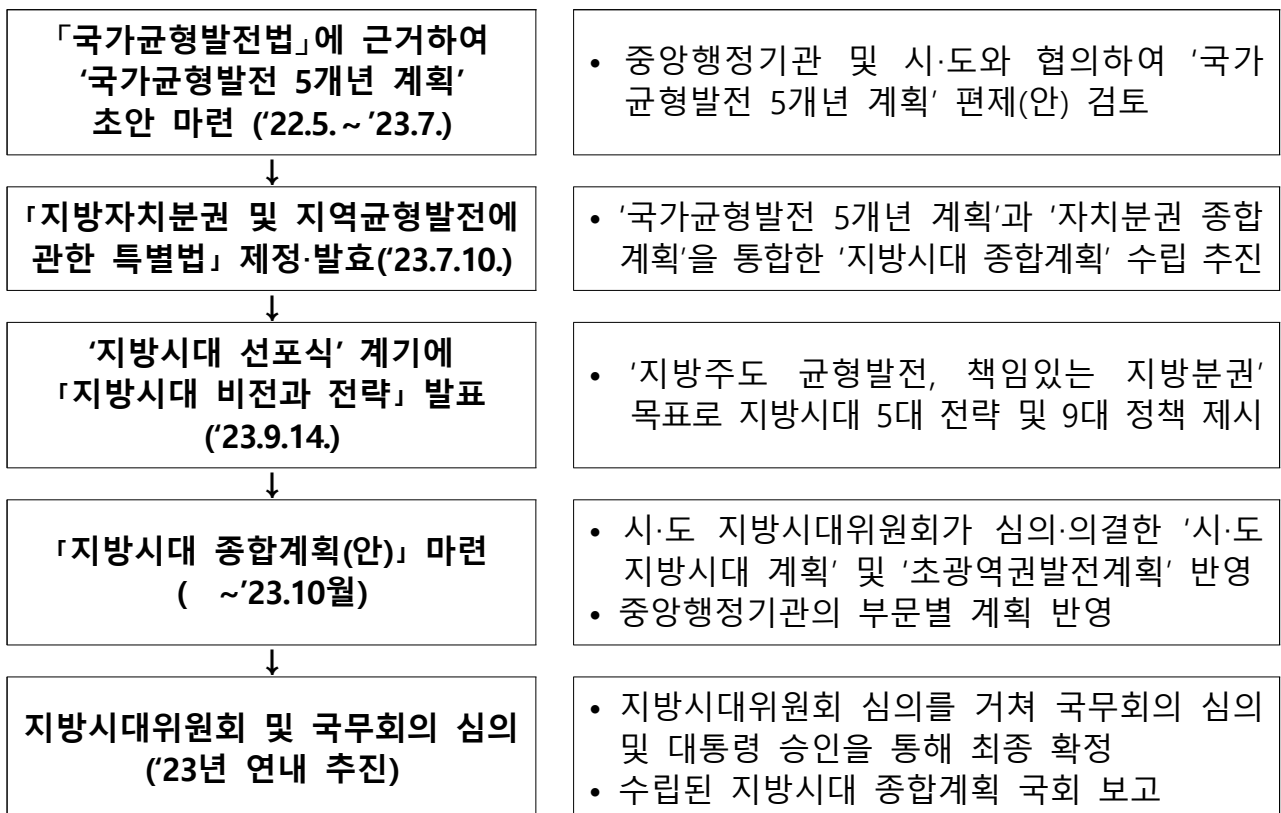 「국가균형발전법」에 근거하여
‘국가균형발전 5개년 계획’
초안 마련 (‘22.5.～’23.7.)
• 중앙행정기관 및 시·도와 협의하여 ‘국가
균형발전 5개년 계획’ 편제(안) 검토
↓
「지방자치분권 및 지역균형발전에
관한 특별법」 제정·발효(‘23.7.10.)
• ‘국가균형발전 5개년 계획’과 ‘자치분권 종합
계획’을 통합한 ‘지방시대 종합계획’ 수립 추진
↓
‘지방시대 선포식’ 계기에
「지방시대 비전과 전략」 발표
(‘23.9.14.)
• ‘지방주도 균형발전, 책임있는 지방분권’
목표로 지방시대 5대 전략 및 9대 정책 제시
↓
「지방시대 종합계획(안)」 마련
( ~’23.10월)
• 시·도 지방시대위원회가 심의·의결한 ‘시·도
지방시대 계획’ 및 ‘초광역권발전계획’ 반영
• 중앙행정기관의 부문별 계획 반영
↓
지방시대위원회 및 국무회의 심의
(‘23년 연내 추진)
• 지방시대위원회 심의를 거쳐 국무회의 심의
및 대통령 승인을 통해 최종 확정
• 수립된 지방시대 종합계획 국회 보고